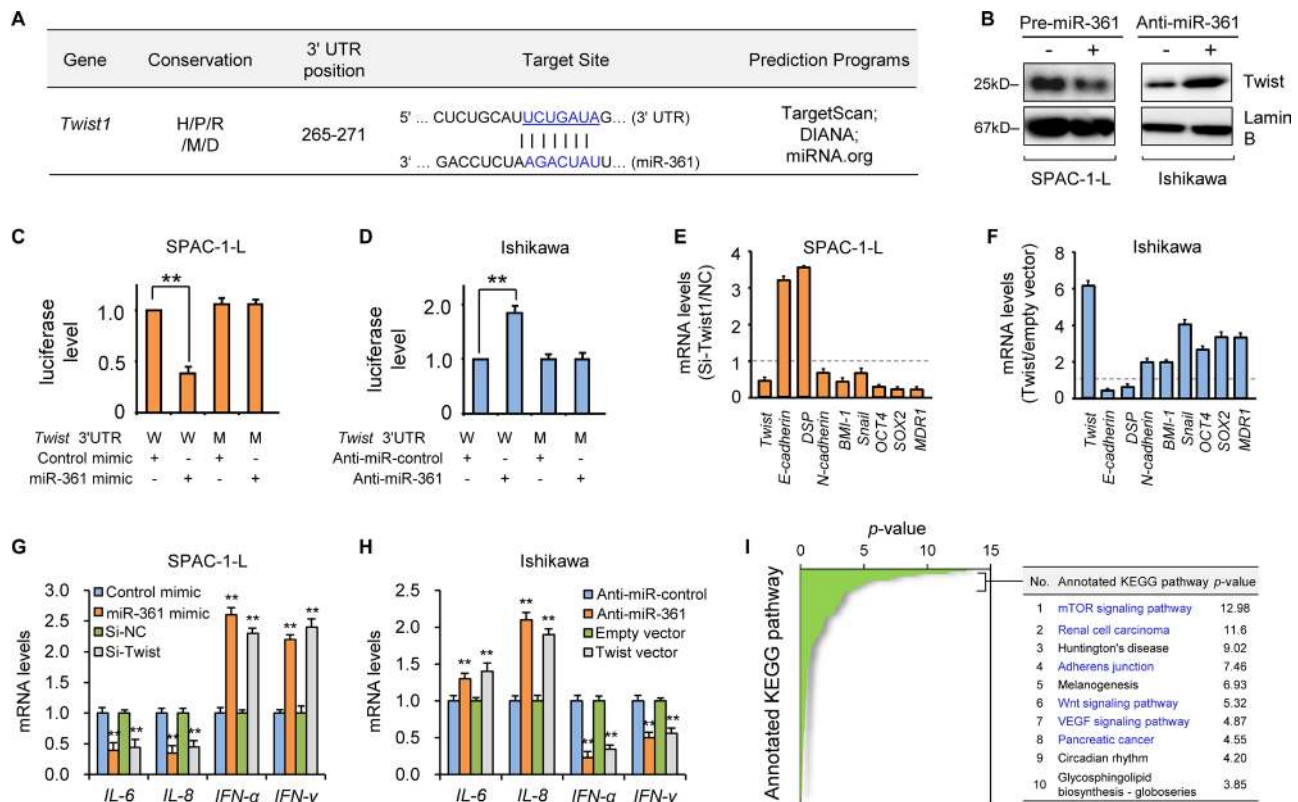 A
Gene Conservation 3' UTR position Target Site Prediction Programs
Twist1 H/P/R /M/D 265-271
5' ... CUCUGCAUUCUGAUAG... (3' UTR)
3' ... GACCUCUAAGACUAUU... (miR-361)
TargetScan;
DIANA;
miRNA.org
B
Pre-miR-361 Anti-miR-361
- + - +
25kD Twist
67kD Lamin B
SPAC-1-L Ishikawa
C
SPAC-1-L
**
luciferase level
1.0
0.5
0
Twist 3'UTR W W M M
Control mimic + - + -
miR-361 mimic - + - +
D
Ishikawa
**
luciferase level
2.0
1.0
0
W W M M
Anti-miR-control + - + -
Anti-miR-361 - + - +
E
SPAC-1-L
mRNA levels
(Si-Twist1/NC)
4
3
2
1
0
Twist
E-cadherin
DSP
N-cadherin
BMI-1
Snail
OCT4
SOX2
MDR1
F
Ishikawa
mRNA levels
(Twist/empty vector)
8
6
4
2
0
Twist
E-cadherin
DSP
N-cadherin
BMI-1
Snail
OCT4
SOX2
MDR1
G
SPAC-1-L
mRNA levels
3.0
2.5
2.0
1.5
1.0
0.5
0.0
Control mimic
miR-361 mimic
Si-NC
Si-Twist
** ** ** ** ** ** ** **
IL-6 IL-8 IFN-α IFN-γ
H
Ishikawa
mRNA levels
2.5
2.0
1.5
1.0
0.5
0.0
Anti-miR-control
Anti-miR-361
Empty vector
Twist vector
** ** ** ** ** ** ** **
IL-6 IL-8 IFN-α IFN-γ
I
p-value
0 5 10 15
Annotated KEGG pathway
No. Annotated KEGG pathway p-value
1 mTOR signaling pathway 12.98
2 Renal cell carcinoma 11.6
3 Huntington's disease 9.02
4 Adherens junction 7.46
5 Melanogenesis 6.93
6 Wnt signaling pathway 5.32
7 VEGF signaling pathway 4.87
8 Pancreatic cancer 4.55
9 Circadian rhythm 4.20
10 Glycosphingolipid biosynthesis - globoseries 3.85